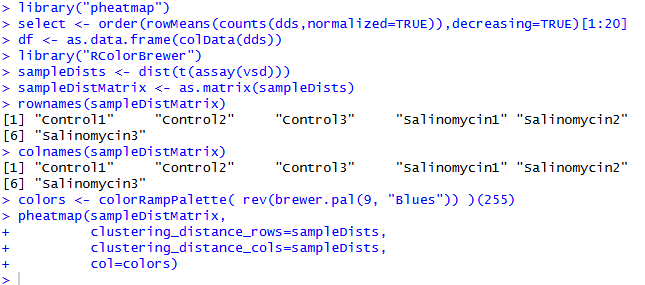 > library("pheatmap")
> select <- order(rowMeans(counts(dds,normalized=TRUE)),decreasing=TRUE)[1:20]
> df <- as.data.frame(colData(dds))
> library("RColorBrewer")
> sampleDists <- dist(t(assay(vsd)))
> sampleDistMatrix <- as.matrix(sampleDists)
> rownames(sampleDistMatrix)
[1] "Control1"     "Control2"     "Control3"     "Salinomycin1" "Salinomycin2"
[6] "Salinomycin3"
> colnames(sampleDistMatrix)
[1] "Control1"     "Control2"     "Control3"     "Salinomycin1" "Salinomycin2"
[6] "Salinomycin3"
> colors <- colorRampPalette( rev(brewer.pal(9, "Blues")) )(255)
> pheatmap(sampleDistMatrix,
+          clustering_distance_rows=sampleDists,
+          clustering_distance_cols=sampleDists,
+          col=colors)
>